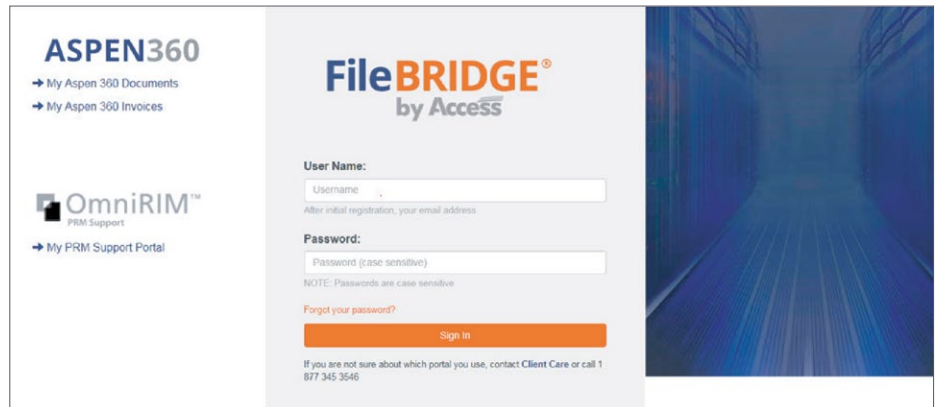 ASPEN360
➔ My Aspen 360 Documents
➔ My Aspen 360 Invoices
OmniRIM™
PRM Support
➔ My PRM Support Portal
FileBRIDGE®
by Access
User Name:
Username
After initial registration, your email address
Password:
Password (case sensitive)
NOTE: Passwords are case sensitive
Forgot your password?
Sign In
If you are not sure about which portal you use, contact Client Care or call 1
877 345 3546